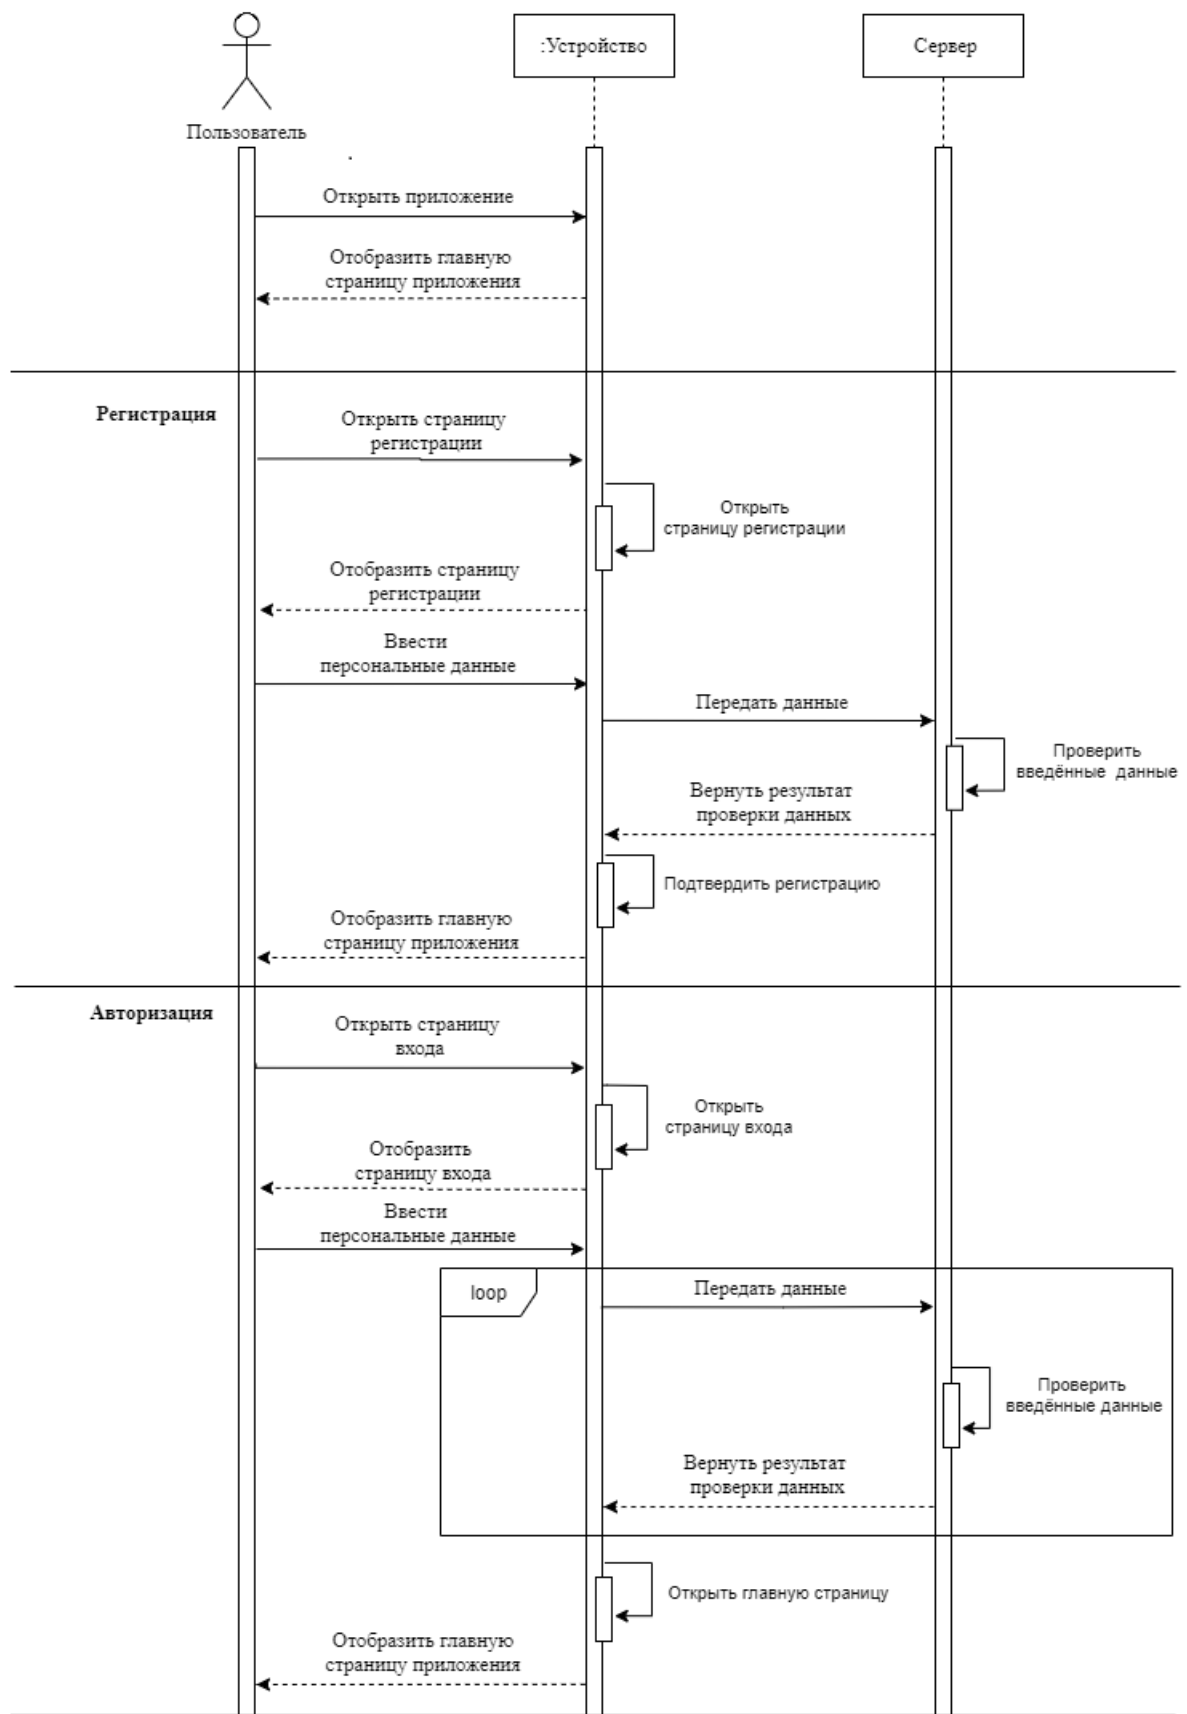 :Устройство
Сервер
Пользователь
Открыть приложение
Отобразить главную
страницу приложения
Регистрация
Открыть страницу
регистрации
Открыть
страницу регистрации
Отобразить страницу
регистрации
Ввести
персональные данные
Передать данные
Проверить
введённые данные
Вернуть результат
проверки данных
Подтвердить регистрацию
Отобразить главную
страницу приложения
Авторизация
Открыть страницу
входа
Открыть
страницу входа
Отобразить
страницу входа
Ввести
персональные данные
loop
Передать данные
Проверить
введённые данные
Вернуть результат
проверки данных
Открыть главную страницу
Отобразить главную
страницу приложения